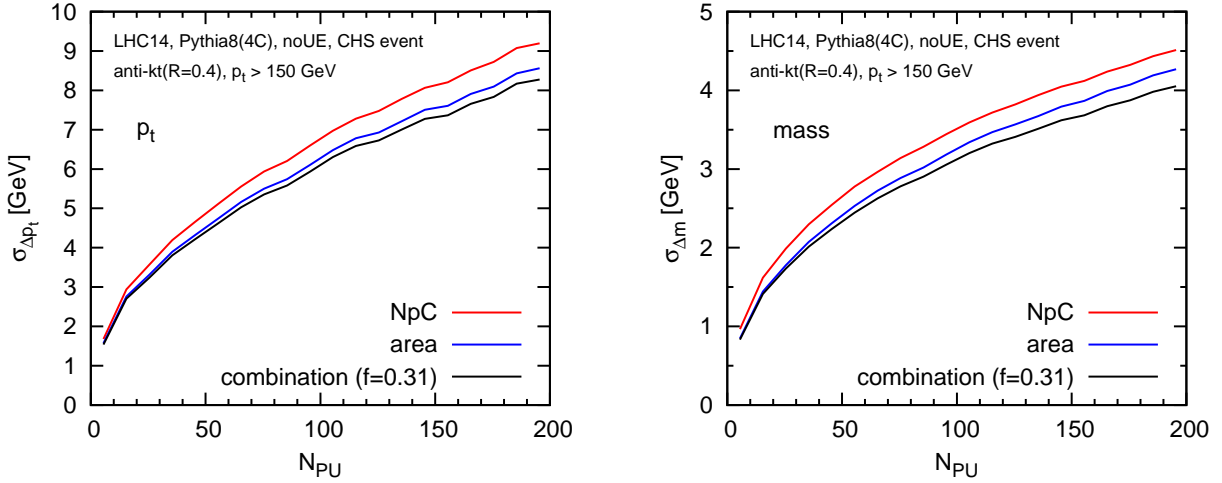 10
9
8
7
6
5
4
3
2
1
0
σΔpt [GeV]
LHC14, Pythia8(4C), noUE, CHS event
anti-kt(R=0.4), pt > 150 GeV
pt
NpC
area
combination (f=0.31)
0 50 100 150 200
NPU
5
4
3
2
1
0
σΔm [GeV]
LHC14, Pythia8(4C), noUE, CHS event
anti-kt(R=0.4), pt > 150 GeV
mass
NpC
area
combination (f=0.31)
0 50 100 150 200
NPU